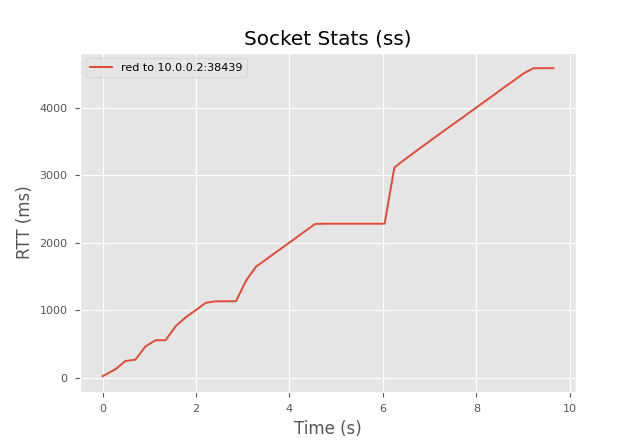 Socket Stats (ss)
red to 10.0.0.2:38439
RTT (ms)
4000
3000
2000
1000
0
0 2 4 6 8 10
Time (s)